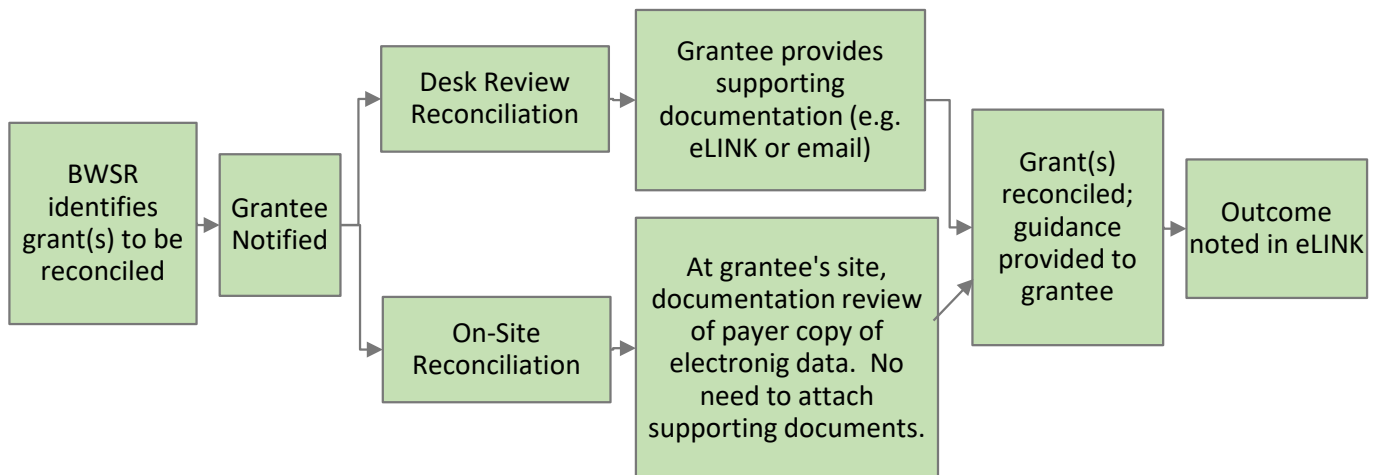 BWSR
identifies
grant(s) to be
reconciled
Grantee
Notified
Desk Review
Reconciliation
Grantee provides
supporting
documentation (e.g.
eLINK or email)
On-Site
Reconciliation
At grantee's site,
documentation review
of payer copy of
electronig data.  No
need to attach
supporting documents.
Grant(s)
reconciled;
guidance
provided to
grantee
Outcome
noted in eLINK